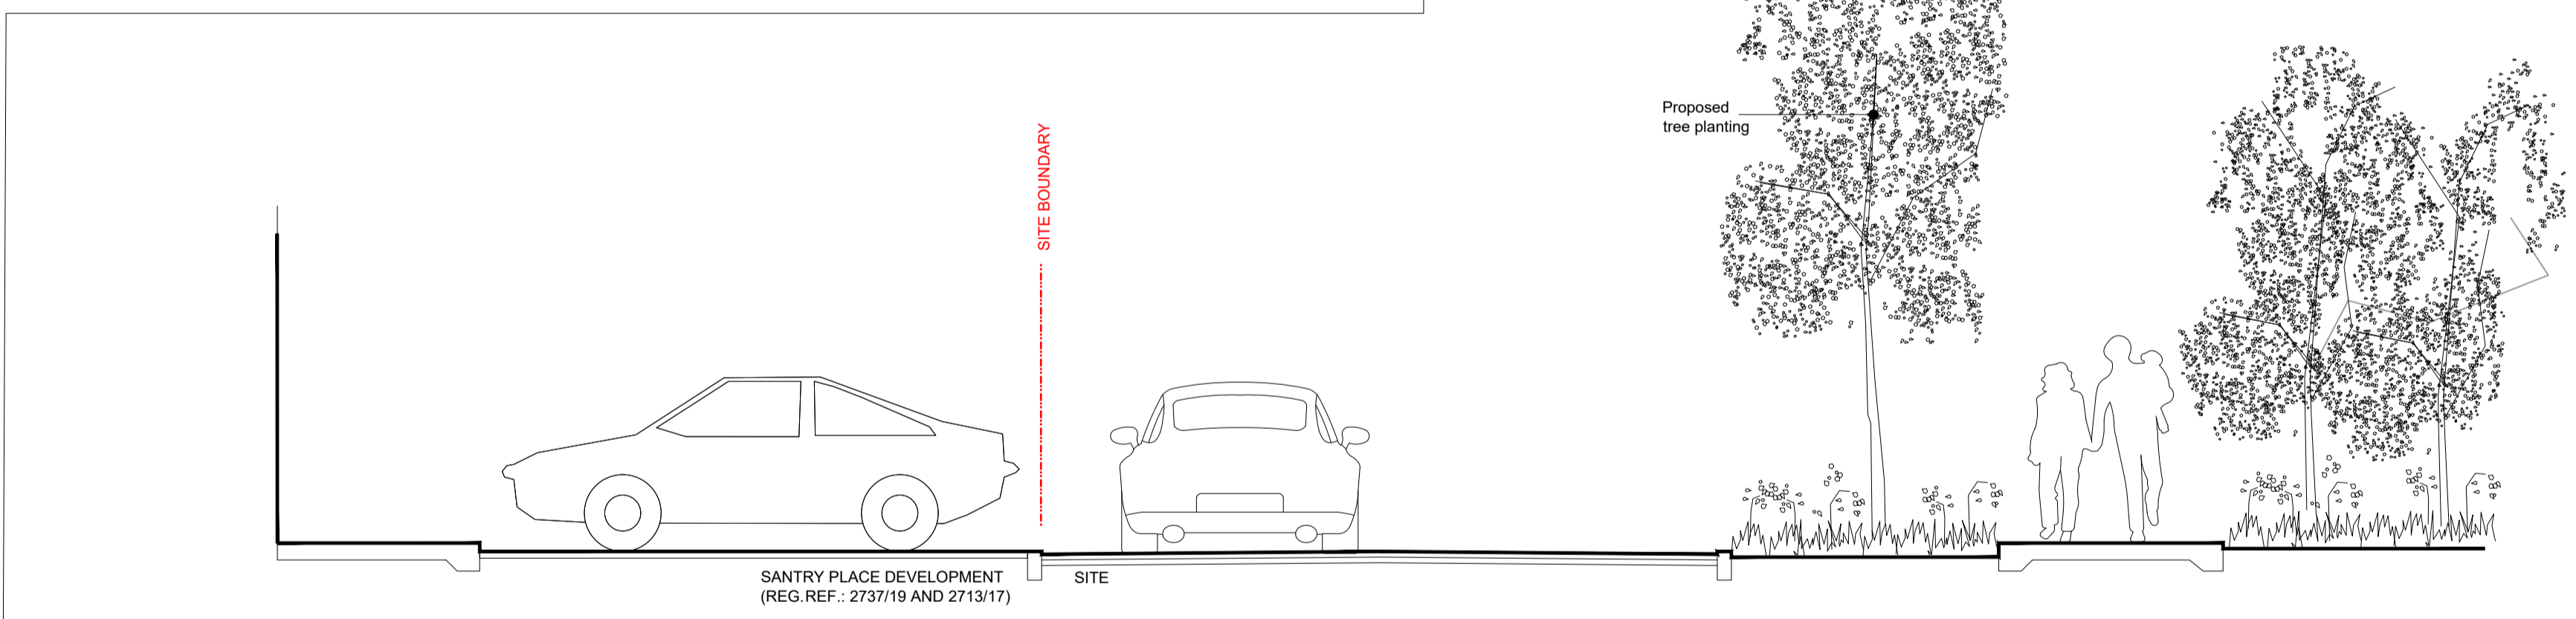 Proposed
tree planting
SITE BOUNDARY
SANTRY PLACE DEVELOPMENT
(REG.REF.: 2737/19 AND 2713/17)
SITE